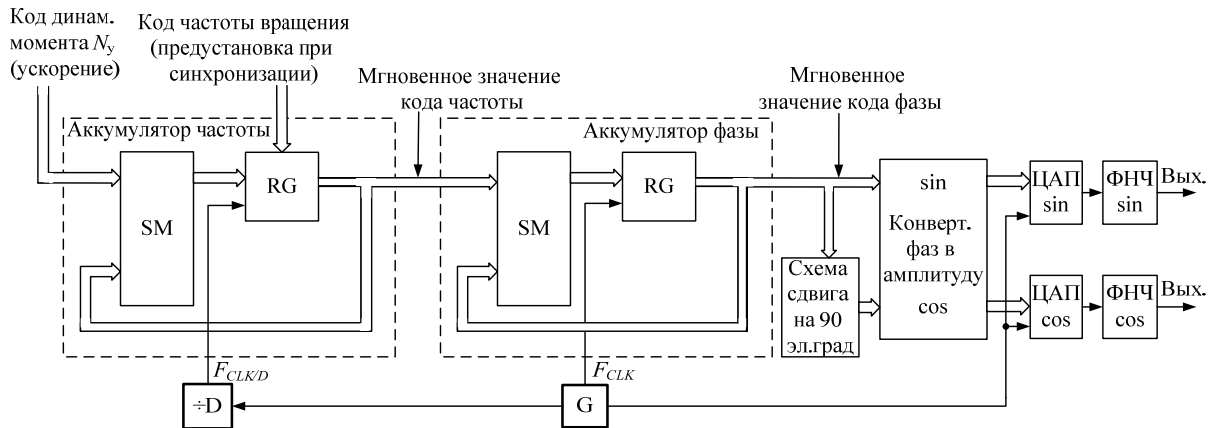 Код динам.
момента Nу
(ускорение)
Код частоты вращения
(предустановка при
синхронизации)
Мгновенное значение
кода частоты
Мгновенное
значение кода фазы
Аккумулятор частоты
Аккумулятор фазы
SM
RG
SM
RG
sin
Конверт.
фаз в
амплитуду
cos
ЦАП
sin
ФНЧ
sin
Вых.
Схема
сдвига
на 90
эл.град
ЦАП
cos
ФНЧ
cos
Вых.
FCLK/D
FCLK
÷D
G